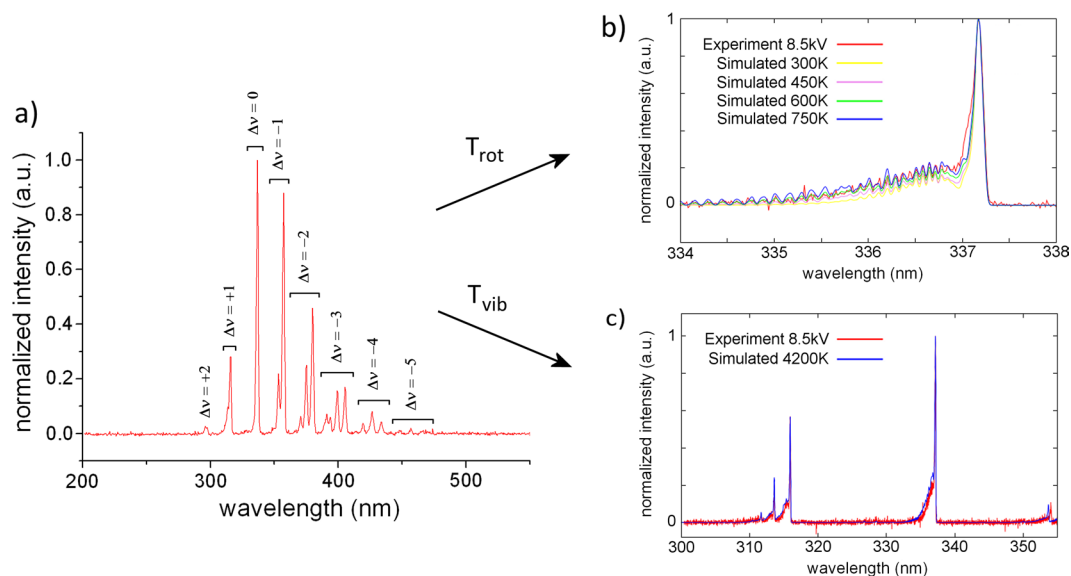 a)
normalized intensity (a.u.)
1.0
0.8
0.6
0.4
0.2
0.0
200
300
400
500
wavelength (nm)
Δν = +2
Δν = +1
Δν = 0
Δν = -1
Δν = -2
Δν = -3
Δν = -4
Δν = -5
Trot
Tvib
b)
normalized intensity (a.u.)
1
0
Experiment 8.5kV
Simulated 300K
Simulated 450K
Simulated 600K
Simulated 750K
334
335
336
337
338
wavelength (nm)
c)
normalized intensity (a.u.)
1
0
Experiment 8.5kV
Simulated 4200K
300
310
320
330
340
350
wavelength (nm)